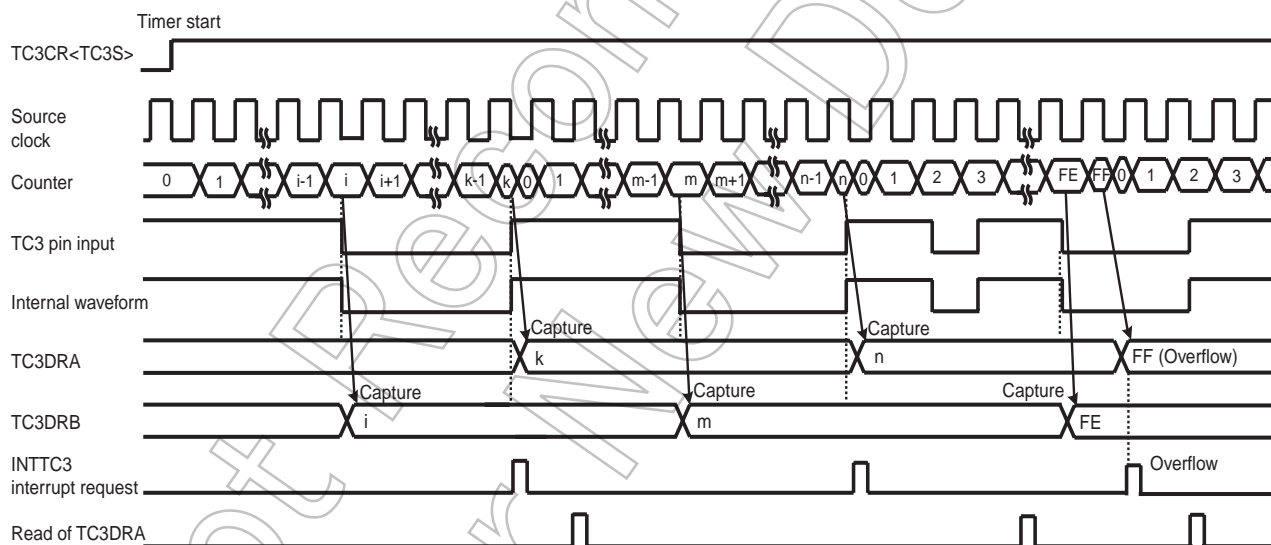 Timer start
TC3CR<TC3S>
Source
clock
Counter
0 1 i-1 i i+1 k-1 k 0 1 m-1 m m+1 n-1 n 0 1 2 3 FE FF 0 1 2 3
TC3 pin input
Internal waveform
Capture Capture
TC3DRA k n FF (Overflow)
Capture Capture Capture
TC3DRB i m FE
INTTC3
interrupt request
Overflow
Read of TC3DRA